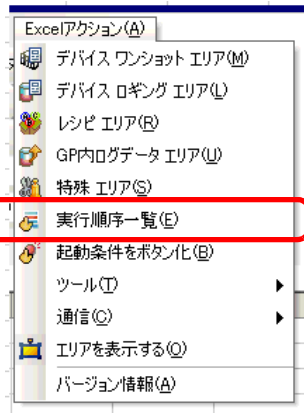 Excelアクション(A)
デバイス ワンショット エリア(M)
デバイス ロギング エリア(L)
レシピ エリア(R)
GP内ログデータ エリア(U)
特殊 エリア(S)
実行順序一覧(E)
起動条件をボタン化(B)
ツール(T)
通信(C)
エリアを表示する(O)
バージョン情報(A)